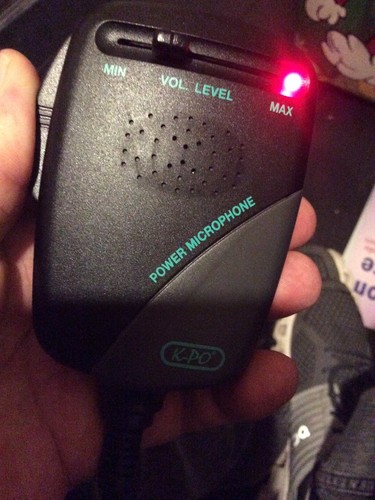 MIN VOL. LEVEL MAX
POWER MICROPHONE
K-PO